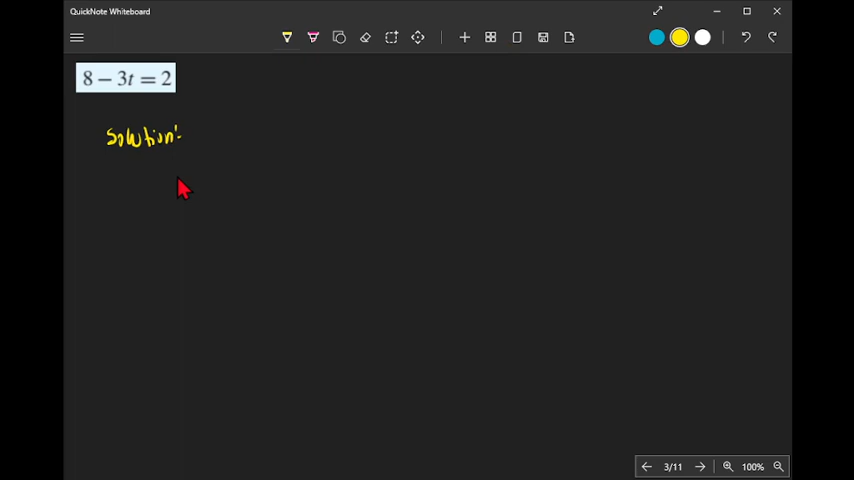 QuickNote Whiteboard
8 − 3t = 2
Solution:-
3/11
100%